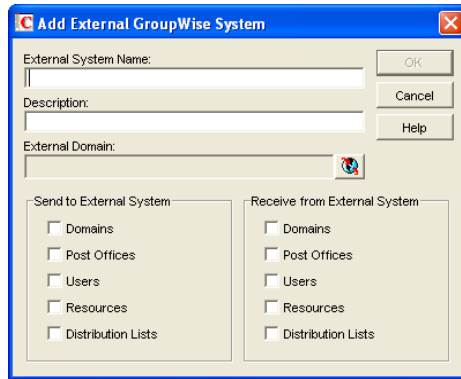 Add External GroupWise System
External System Name:
OK
Description:
Cancel
Help
External Domain:
Send to External System
Domains
Post Offices
Users
Resources
Distribution Lists
Receive from External System
Domains
Post Offices
Users
Resources
Distribution Lists